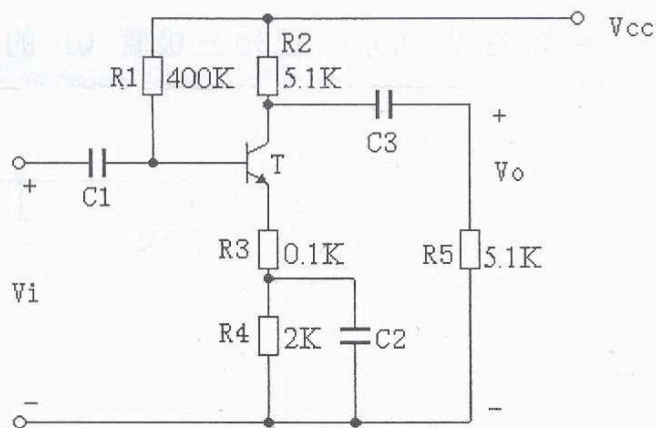 Vcc
R2
R1
400K
5.1K
C3
+
Vo
C1
+
T
R3
0.1K
R5
5.1K
Vi
R4
2K
C2
-
-